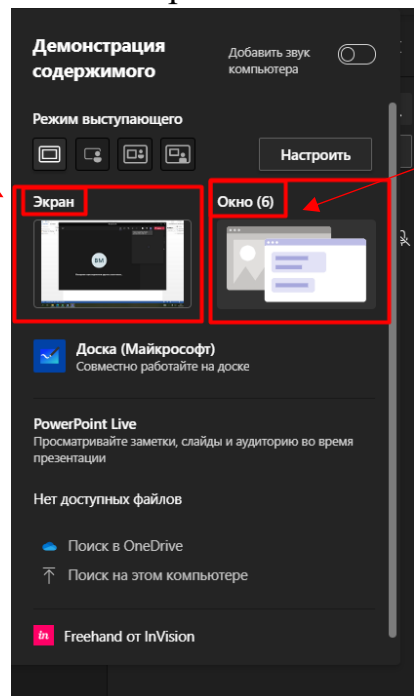 Демонстрация
содержимого
Добавить звук
компьютера
Режим выступающего
Настроить
Экран
Окно (6)
ВМ
Доска (Майкрософт)
Совместно работайте на доске
PowerPoint Live
Просматривайте заметки, слайды и аудиторию во время
презентации
Нет доступных файлов
Поиск в OneDrive
Поиск на этом компьютере
in
Freehand от InVision